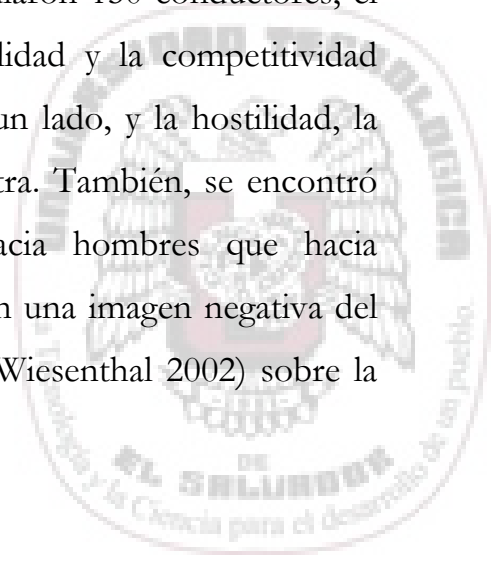 130 conductores, el
lidad y la competitividad
un lado, y la hostilidad, la
tra. También, se encontró
acia hombres que hacia
n una imagen negativa del
Wiesenthal 2002) sobre la
DE
EL SALVADOR
y la Ciencia para el desarrollo de un pueblo.